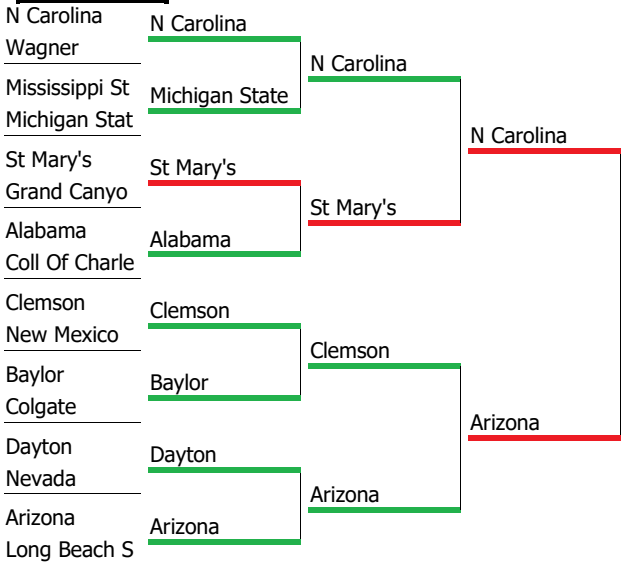 N Carolina
Wagner
Mississippi St
Michigan Stat
St Mary's
Grand Canyo
Alabama
Coll Of Charle
Clemson
New Mexico
Baylor
Colgate
Dayton
Nevada
Arizona
Long Beach S
N Carolina
Michigan State
St Mary's
Alabama
Clemson
Baylor
Dayton
Arizona
N Carolina
St Mary's
Clemson
Arizona
N Carolina
Arizona